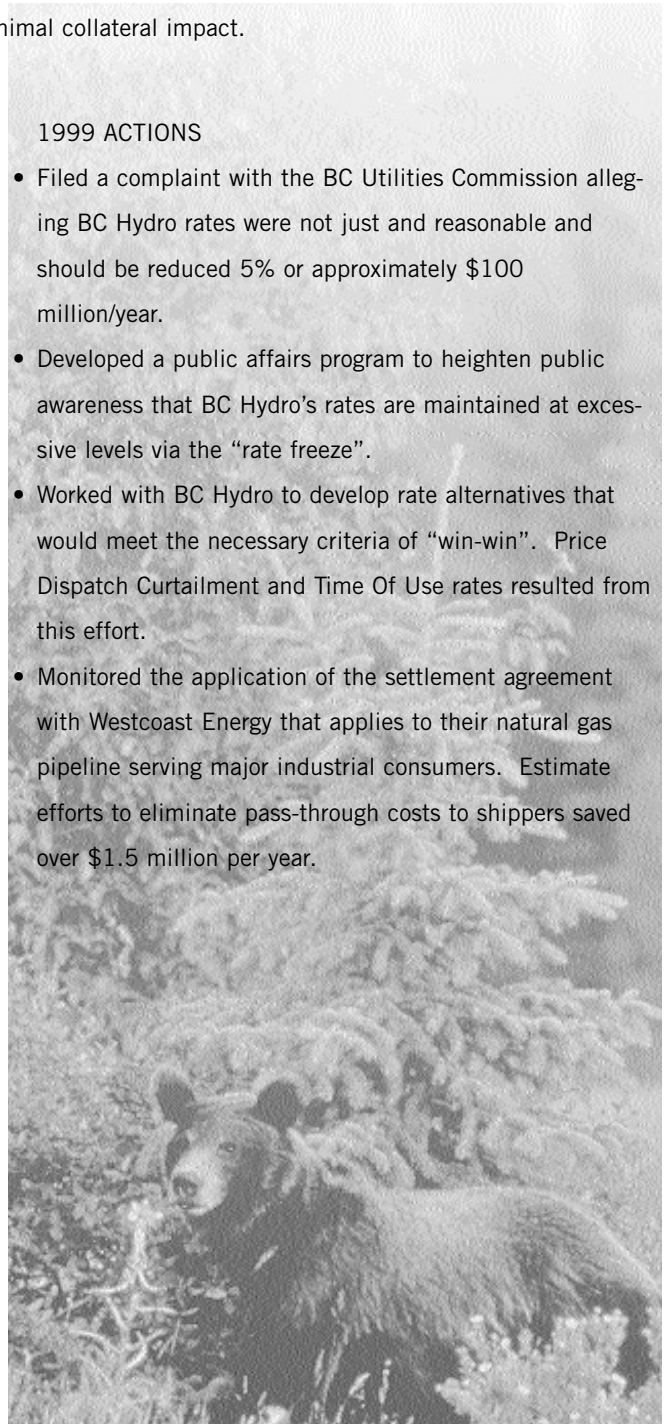 collateral impact.
1999 ACTIONS
• Filed a complaint with the BC Utilities Commission alleg-
ing BC Hydro rates were not just and reasonable and
should be reduced 5% or approximately $100
million/year.
• Developed a public affairs program to heighten public
awareness that BC Hydro’s rates are maintained at exces-
sive levels via the “rate freeze”.
• Worked with BC Hydro to develop rate alternatives that
would meet the necessary criteria of “win-win”.  Price
Dispatch Curtailment and Time Of Use rates resulted from
this effort.
• Monitored the application of the settlement agreement
with Westcoast Energy that applies to their natural gas
pipeline serving major industrial consumers.  Estimate
efforts to eliminate pass-through costs to shippers saved
over $1.5 million per year.